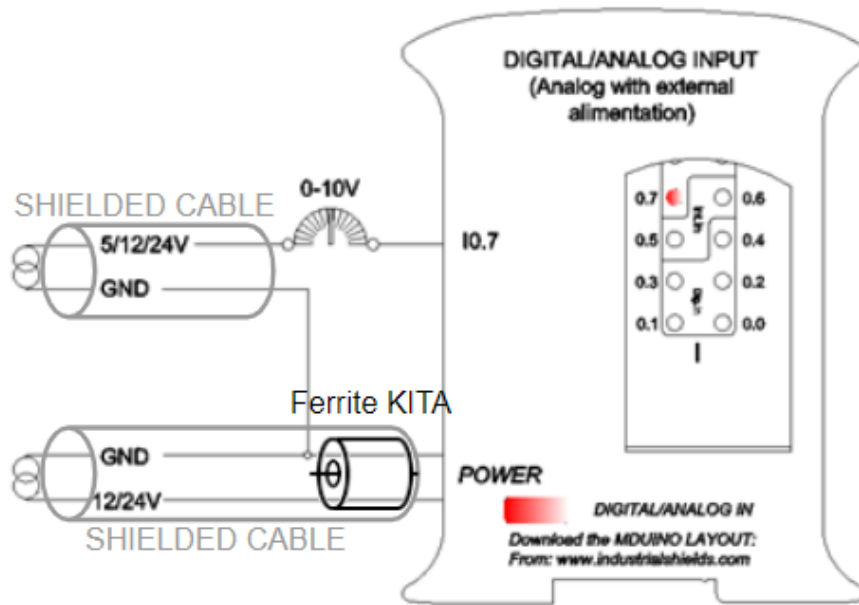 DIGITAL/ANALOG INPUT
(Analog with external
alimentation)
0-10V
SHIELDED CABLE
5/12/24V
I0.7
GND
0.7
0.6
0.5
0.4
0.3
0.2
0.1
0.0
I
Ferrite KITA
GND
POWER
12/24V
DIGITAL/ANALOG IN
SHIELDED CABLE
Download the MDUINO LAYOUT:
From: www.industrialshields.com